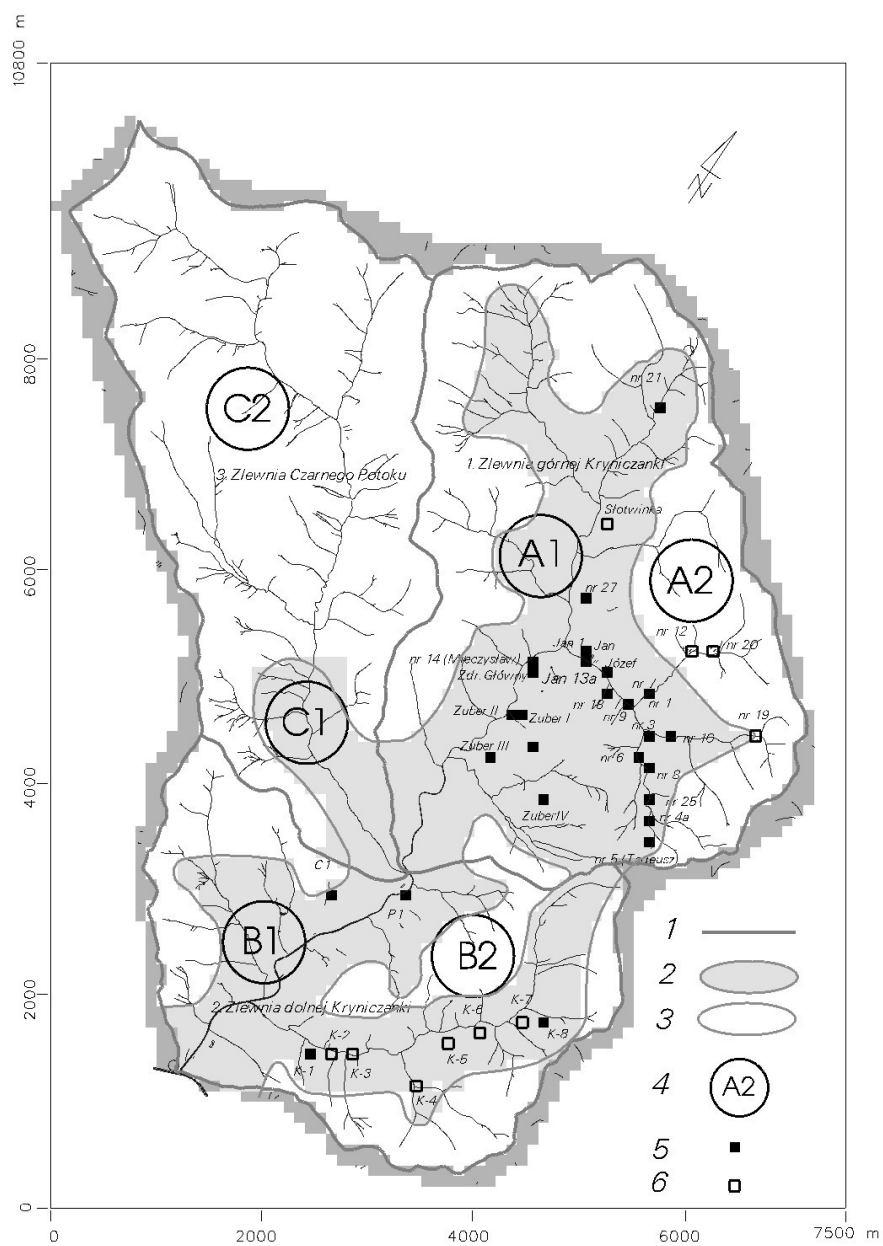 10800 m
N
8000
nr 21
C2
3. Zlewnia Czarnego Potoku
1. Zlewnia górnej Kryniczanki
Słotwinka
A1
A2
6000
nr 27
nr 12
nr 20
Jan 1
Jan
nr 14 (Mieczysław)
Józef
Zdr. Główny
Jan 13a
nr 7
nr 18
nr 1
C1
Zuber II
Zuber I
nr 9
nr 3
nr 19
nr 10
Zuber III
nr 6
nr 8
4000
nr 25
Zuber IV
nr 4a
nr 5 (Tadeusz)
C 1
P 1
B1
B2
1
2
3
2000
2. Zlewnia dolnej Kryniczanki
K-7
K-6
K-2
K-8
K-5
K-1
K-3
K-4
4
A2
5
6
0
0
2000
4000
6000
7500 m